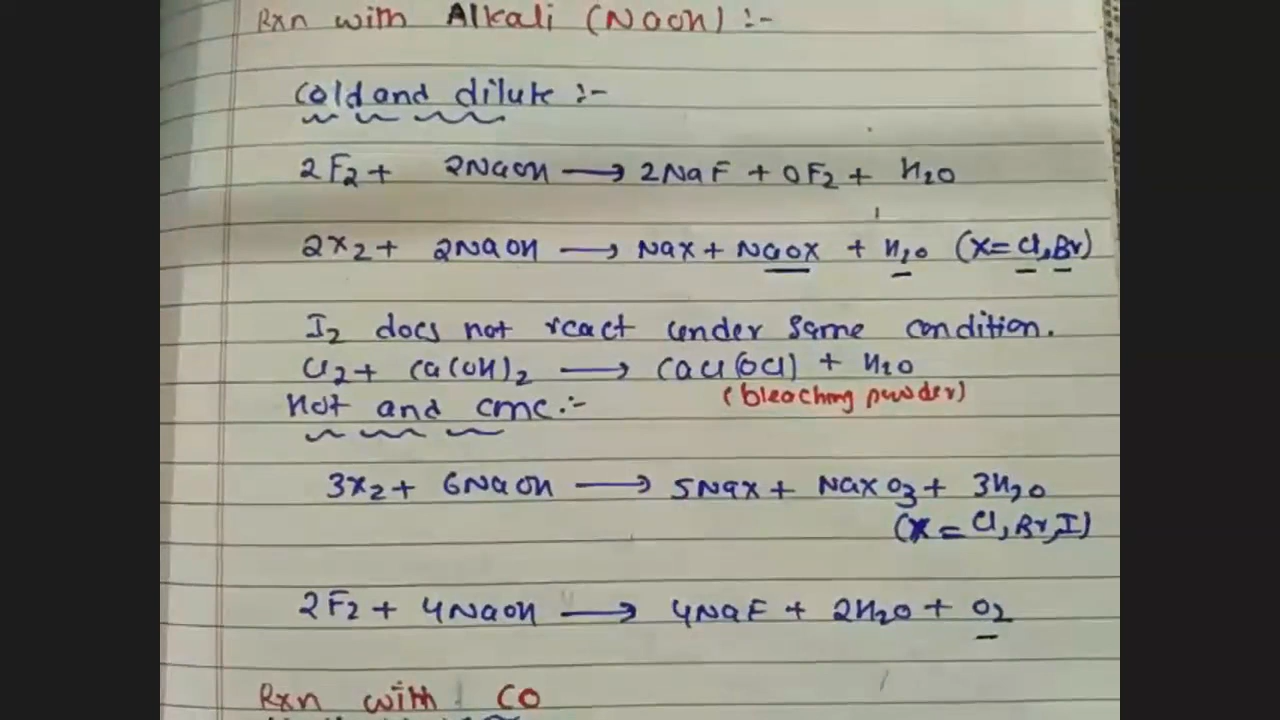 Rxn with Alkali (NaOH) :-
Cold and dilute :-
2F₂ + 2NaOH ⟶ 2NaF + OF₂ + H₂O
2X₂ + 2NaOH ⟶ NaX + NaOX + H₂O (X = Cl, Br)
I₂ does not react under same condition.
Cl₂ + Ca(OH)₂ ⟶ CaCl(OCl) + H₂O
(bleaching powder)
Hot and cmc :-
3X₂ + 6NaOH ⟶ 5NaX + NaXO₃ + 3H₂O
(X = Cl, Br, I)
2F₂ + 4NaOH ⟶ 4NaF + 2H₂O + O₂
Rxn with CO